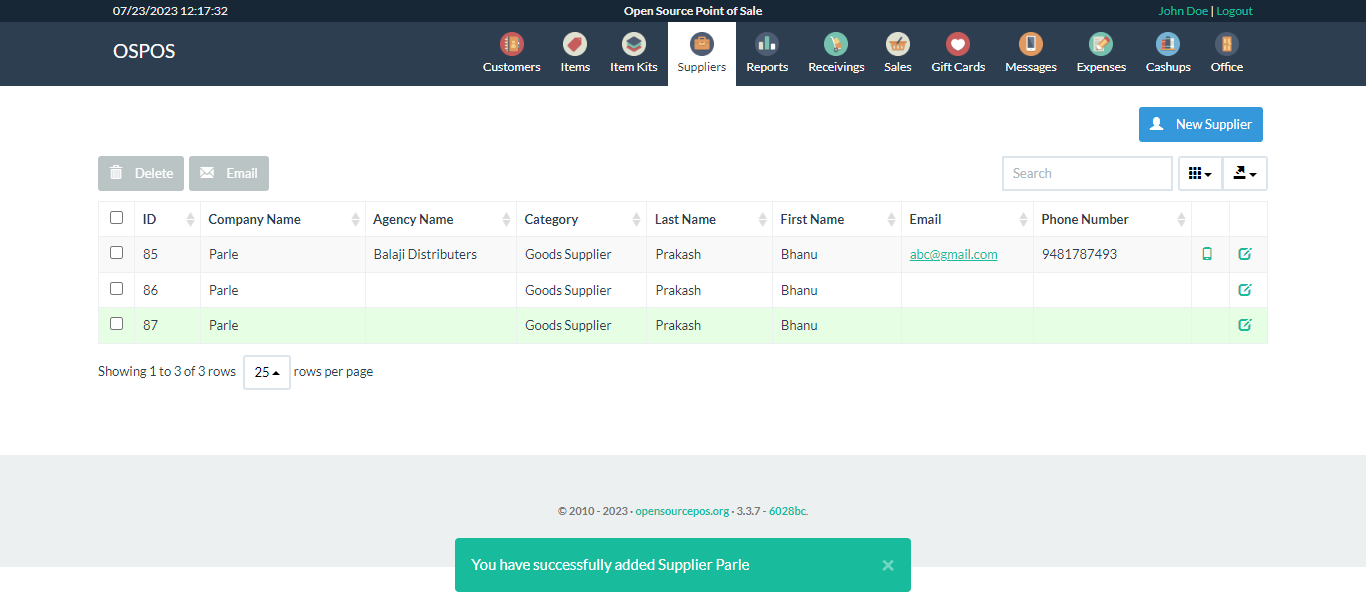 07/23/2023 12:17:32 Open Source Point of Sale John Doe | Logout
OSPOS Customers Items Item Kits Suppliers Reports Receivings Sales Gift Cards Messages Expenses Cashups Office
New Supplier
Delete Email Search
ID Company Name Agency Name Category Last Name First Name Email Phone Number
85 Parle Balaji Distributers Goods Supplier Prakash Bhanu abc@gmail.com 9481787493
86 Parle Goods Supplier Prakash Bhanu
87 Parle Goods Supplier Prakash Bhanu
Showing 1 to 3 of 3 rows 25 rows per page
© 2010 - 2023 · opensourcepos.org · 3.3.7 - 6028bc.
You have successfully added Supplier Parle ×